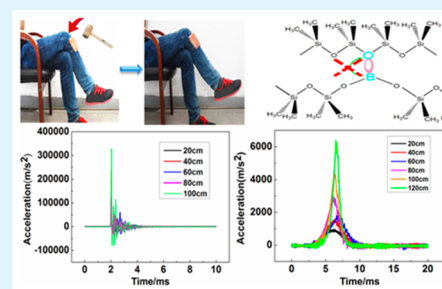 H₃C CH₃ H₃C CH₃ H₃C CH₃ H₃C CH₃
Si O Si O Si O Si
B
O Si O Si O Si O Si
H₃C CH₃ H₃C CH₃ CH₃ CH₃
Acceleration(m/s²)
400000
300000
200000
100000
0
-100000
20cm
40cm
60cm
80cm
100cm
0 2 4 6 8 10
Time/ms
Acceleration(m/s²)
6000
4000
2000
0
20cm
40cm
60cm
80cm
100cm
120cm
0 5 10 15 20
Time/ms